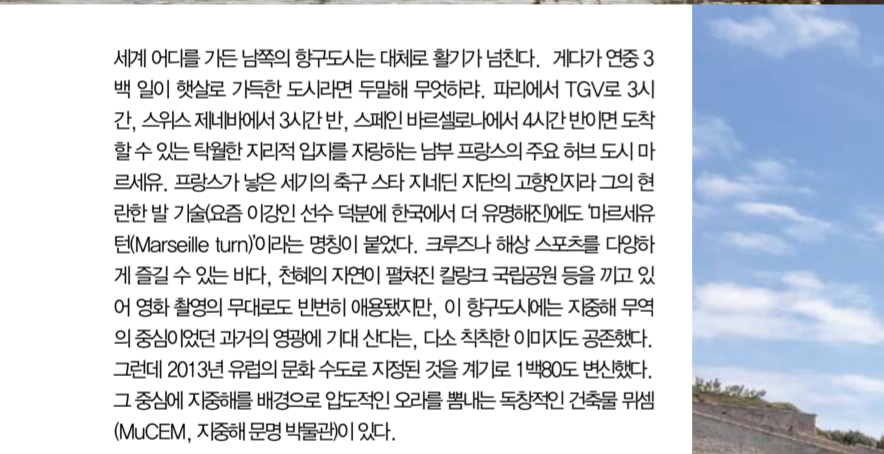 세계 어디를 가든 남쪽의 항구도시는 대체로 활기가 넘친다. 게다가 연중 3
백 일이 햇살로 가득한 도시라면 두말해 무엇하랴. 파리에서 TGV로 3시
간, 스위스 제네바에서 3시간 반, 스페인 바르셀로나에서 4시간 반이면 도착
할 수 있는 탁월한 지리적 입지를 자랑하는 남부 프랑스의 주요 허브 도시 마
르세유. 프랑스가 낳은 세기의 축구 스타 지네딘 지단의 고향인지라 그의 현
란한 발 기술(요즘 이강인 선수 덕분에 한국에서 더 유명해진)에도 '마르세유
턴(Marseille turn)'이라는 명칭이 붙었다. 크루즈나 해상 스포츠를 다양하
게 즐길 수 있는 바다, 천혜의 자연이 펼쳐진 칼랑크 국립공원 등을 끼고 있
어 영화 촬영의 무대로도 빈번히 애용됐지만, 이 항구도시에는 지중해 무역
의 중심이었던 과거의 영광에 기대 산다는, 다소 칙칙한 이미지도 공존했다.
그런데 2013년 유럽의 문화 수도로 지정된 것을 계기로 1백80도 변신했다.
그 중심에 지중해를 배경으로 압도적인 오라를 뽐내는 독창적인 건축물 뮈셈
(MuCEM, 지중해 문명 박물관)이 있다.